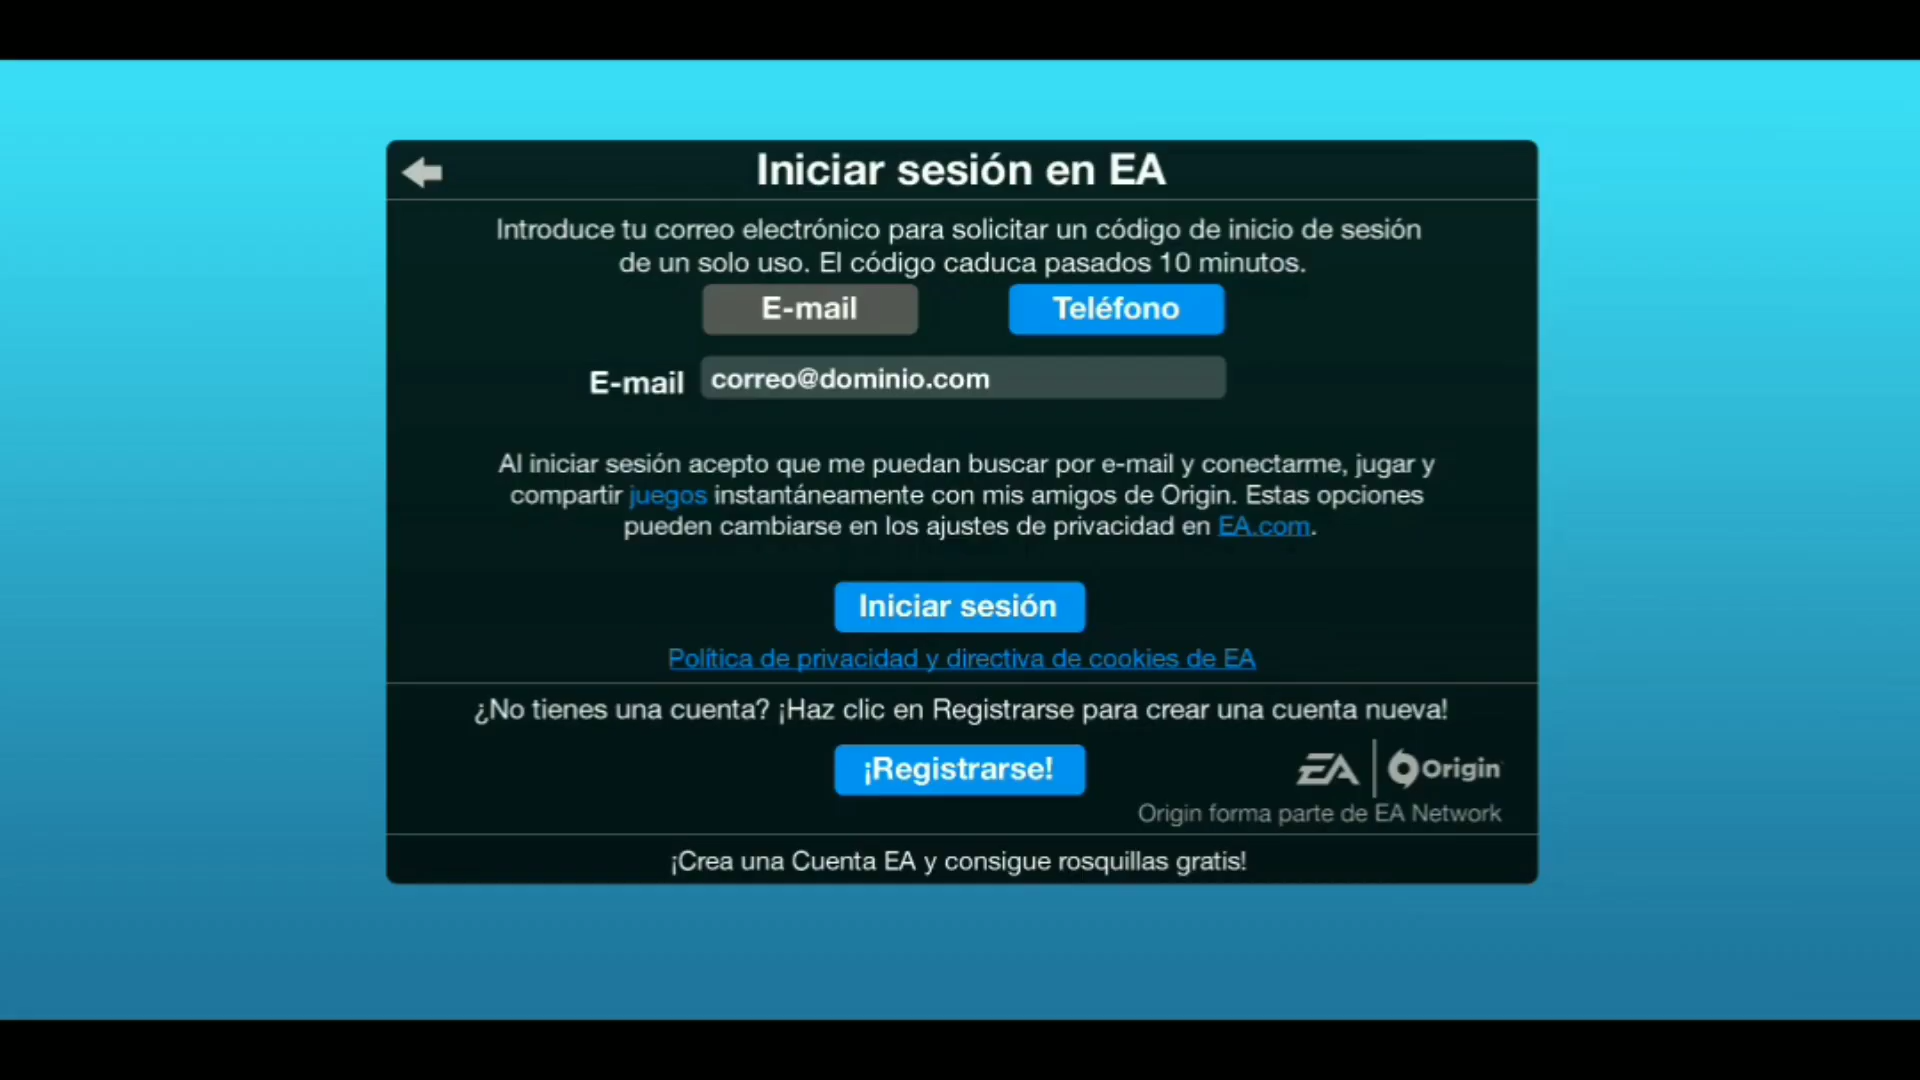 Iniciar sesión en EA
Introduce tu correo electrónico para solicitar un código de inicio de sesión
de un solo uso. El código caduca pasados 10 minutos.
E-mail Teléfono
E-mail correo@dominio.com
Al iniciar sesión acepto que me puedan buscar por e-mail y conectarme, jugar y
compartir juegos instantáneamente con mis amigos de Origin. Estas opciones
pueden cambiarse en los ajustes de privacidad en EA.com.
Iniciar sesión
Política de privacidad y directiva de cookies de EA
¿No tienes una cuenta? ¡Haz clic en Registrarse para crear una cuenta nueva!
¡Registrarse!
EA Origin
Origin forma parte de EA Network
¡Crea una Cuenta EA y consigue rosquillas gratis!